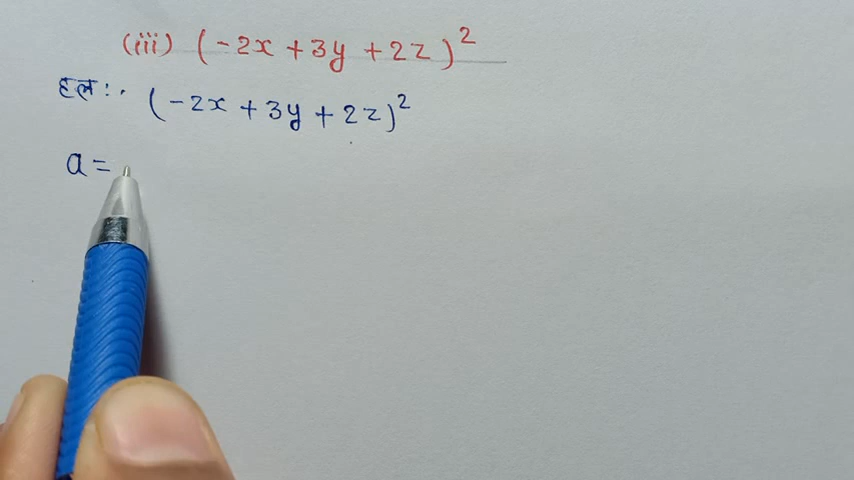 (iii) (-2x + 3y + 2z)²
हल:. (-2x + 3y + 2z)²
a =